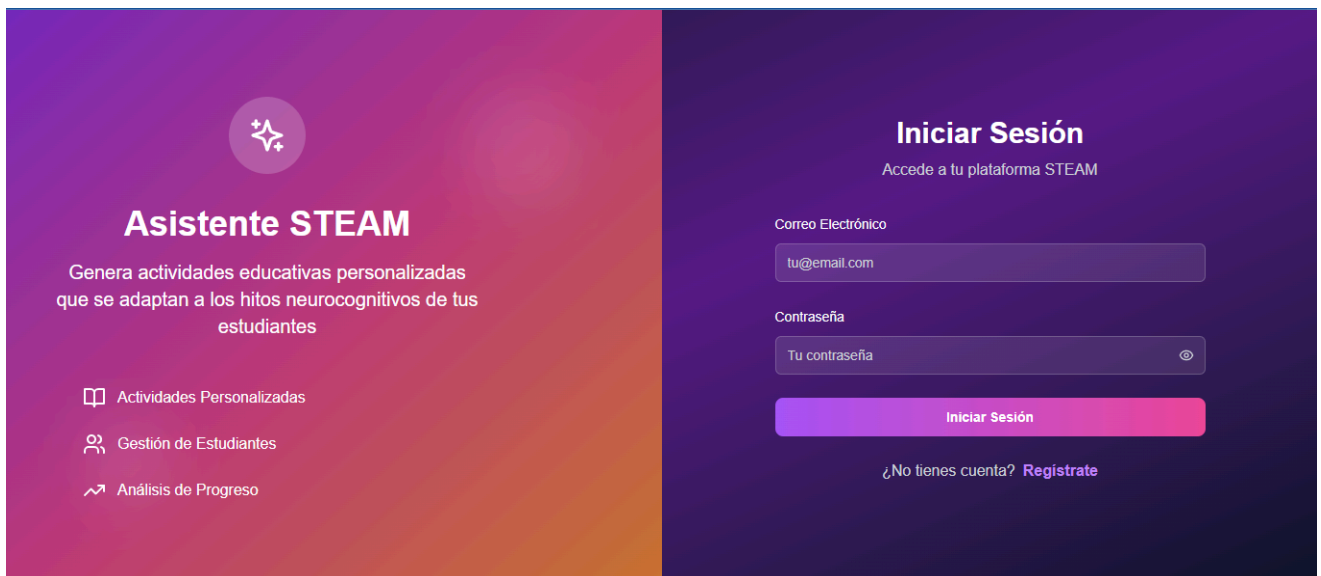 Asistente STEAM
Genera actividades educativas personalizadas
que se adaptan a los hitos neurocognitivos de tus
estudiantes
Actividades Personalizadas
Gestión de Estudiantes
Análisis de Progreso
Iniciar Sesión
Accede a tu plataforma STEAM
Correo Electrónico
tu@email.com
Contraseña
Tu contraseña
Iniciar Sesión
¿No tienes cuenta? Regístrate